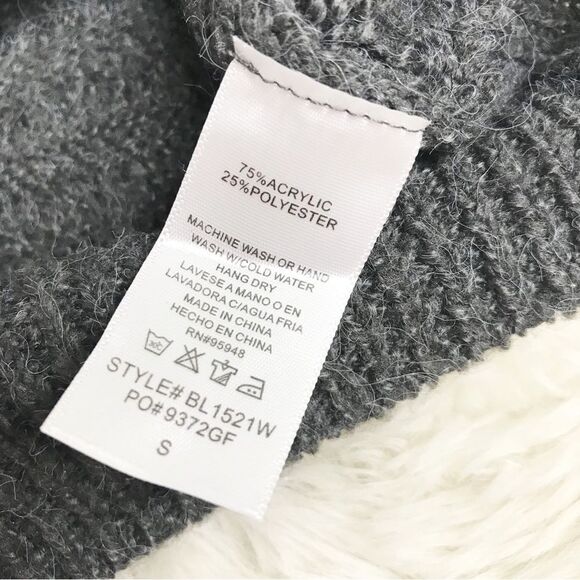 75%ACRYLIC
25%POLYESTER
MACHINE WASH OR HAND
WASH W/COLD WATER
HANG DRY
LAVESE A MANO O EN
LAVADORA C/AGUA FRIA
MADE IN CHINA
HECHO EN CHINA
RN#95948
STYLE# BL1521W
PO#9372GF
S